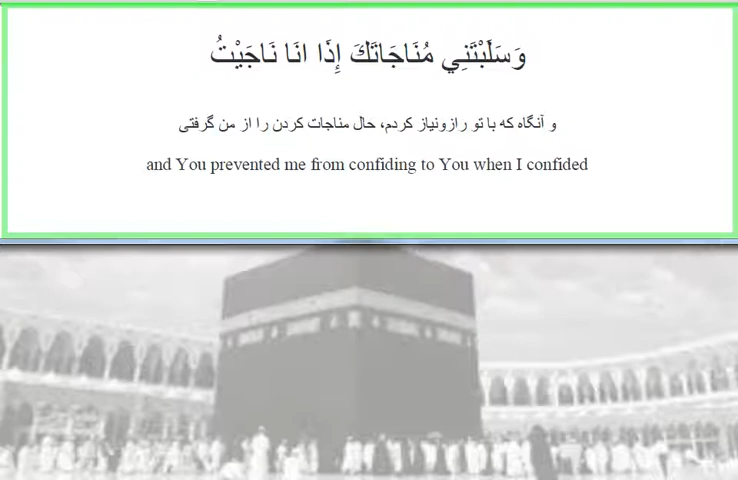 وَسَلَبْتَنِي مُنَاجَاتَكَ إِذَا انَا نَاجَيْتُ
و آنگاه که با تو رازونیاز کردم، حال مناجات کردن را از من گرفتی
and You prevented me from confiding to You when I confided